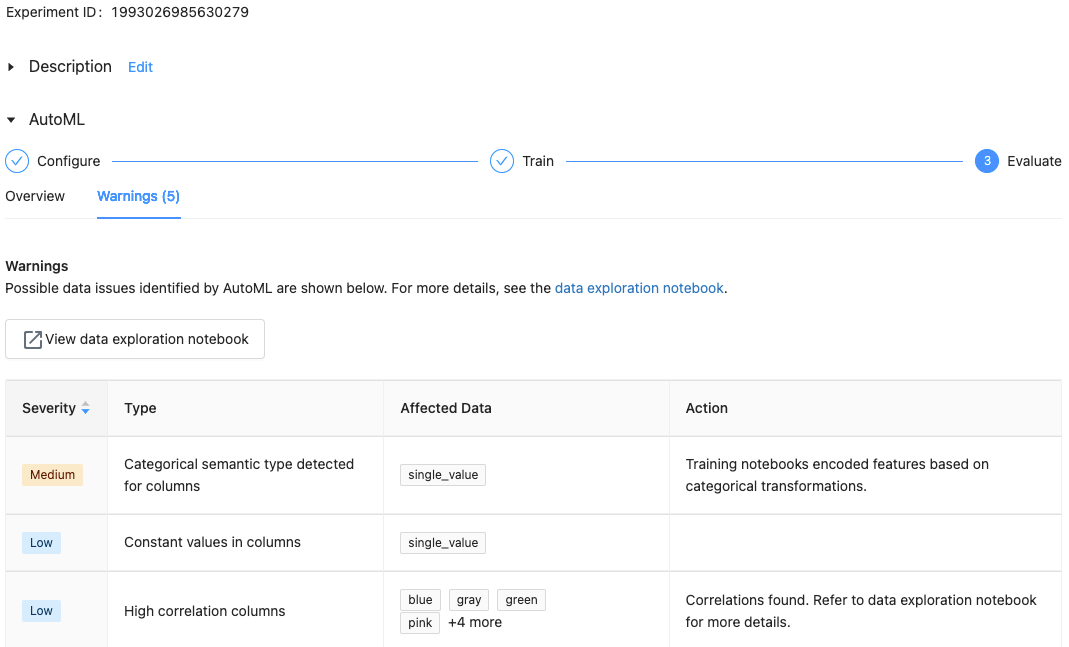 Experiment ID: 1993026985630279
Description Edit
AutoML
Configure Train 3 Evaluate
Overview Warnings (5)
Warnings
Possible data issues identified by AutoML are shown below. For more details, see the data exploration notebook.
View data exploration notebook
Severity Type Affected Data Action
Medium
Categorical semantic type detected
for columns
single_value
Training notebooks encoded features based on
categorical transformations.
Low Constant values in columns single_value
Low
High correlation columns
blue gray green
pink +4 more
Correlations found. Refer to data exploration notebook
for more details.